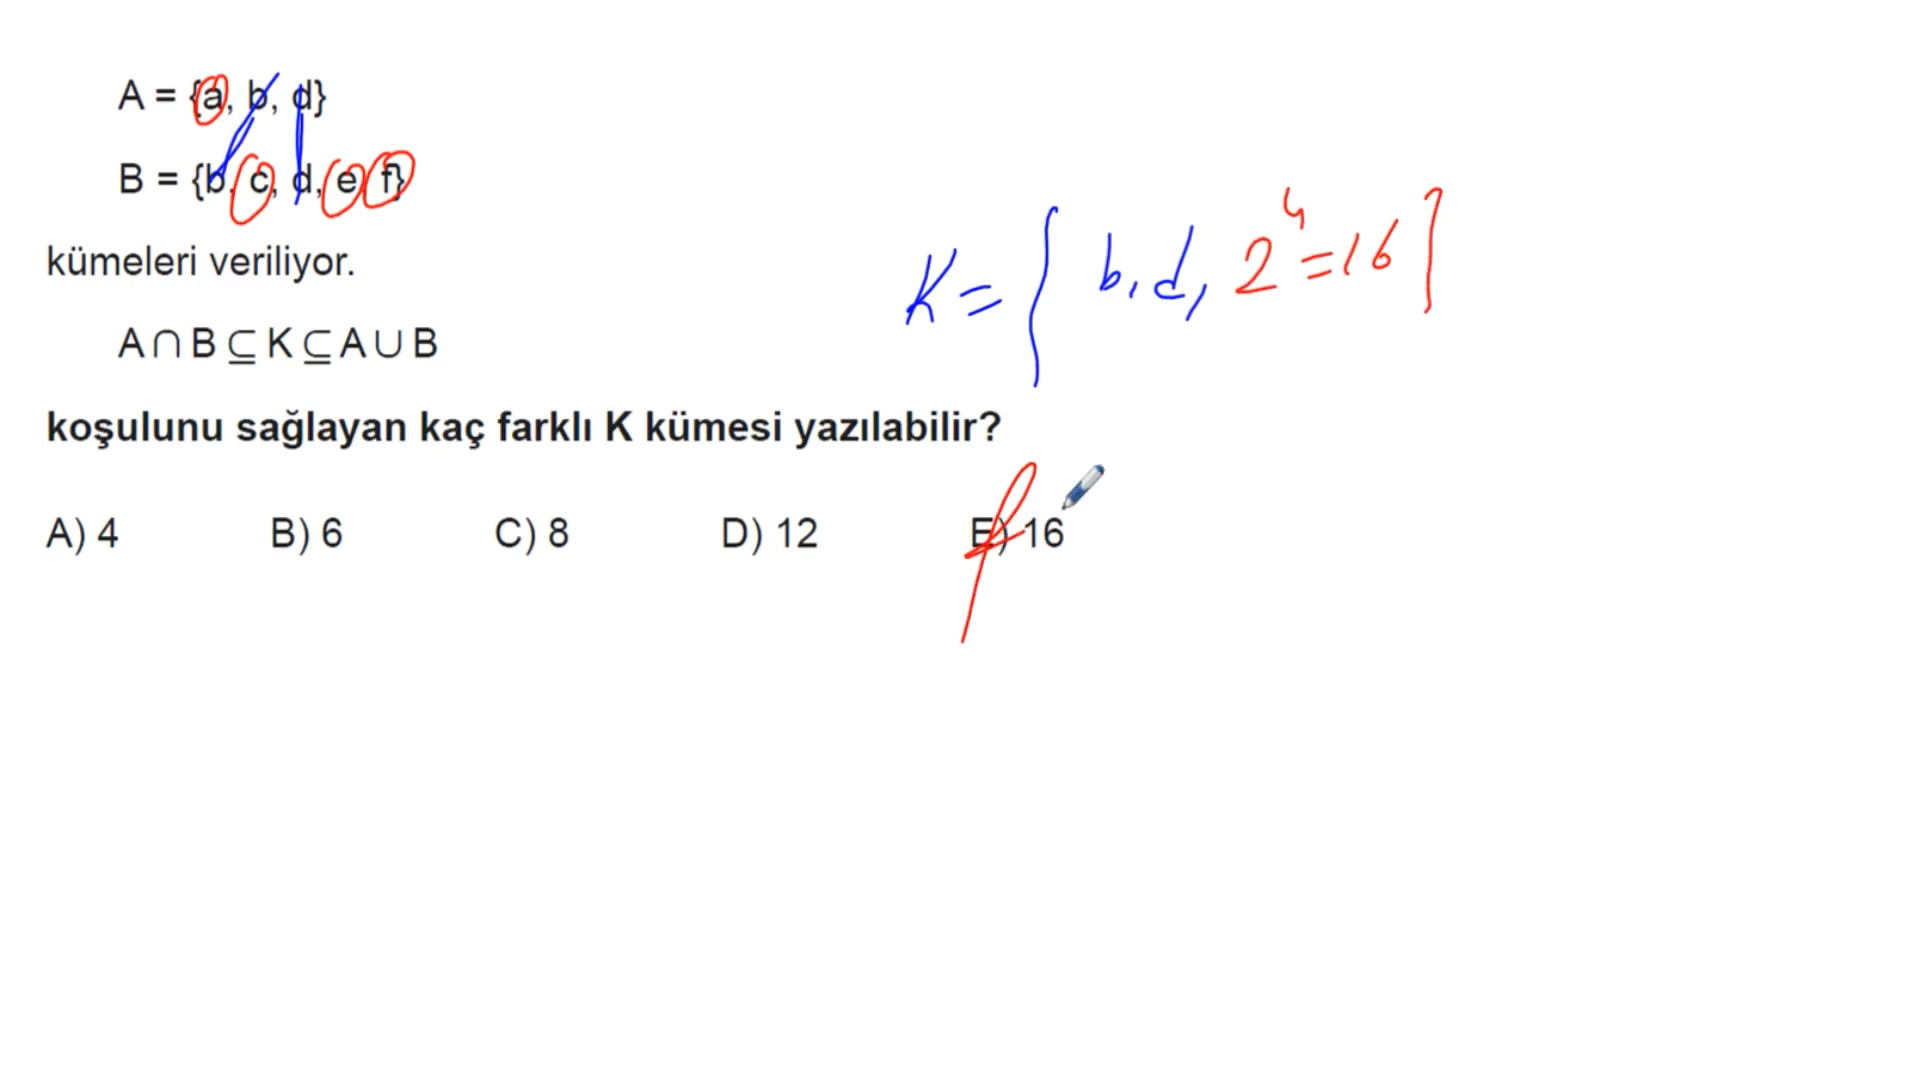 A = {a, b, d}
B = {b, c, d, e, f}
kümeleri veriliyor.
A∩B⊆K⊆A∪B
K = { b, d, 2⁴=16 }
koşulunu sağlayan kaç farklı K kümesi yazılabilir?
A) 4 B) 6 C) 8 D) 12 E) 16